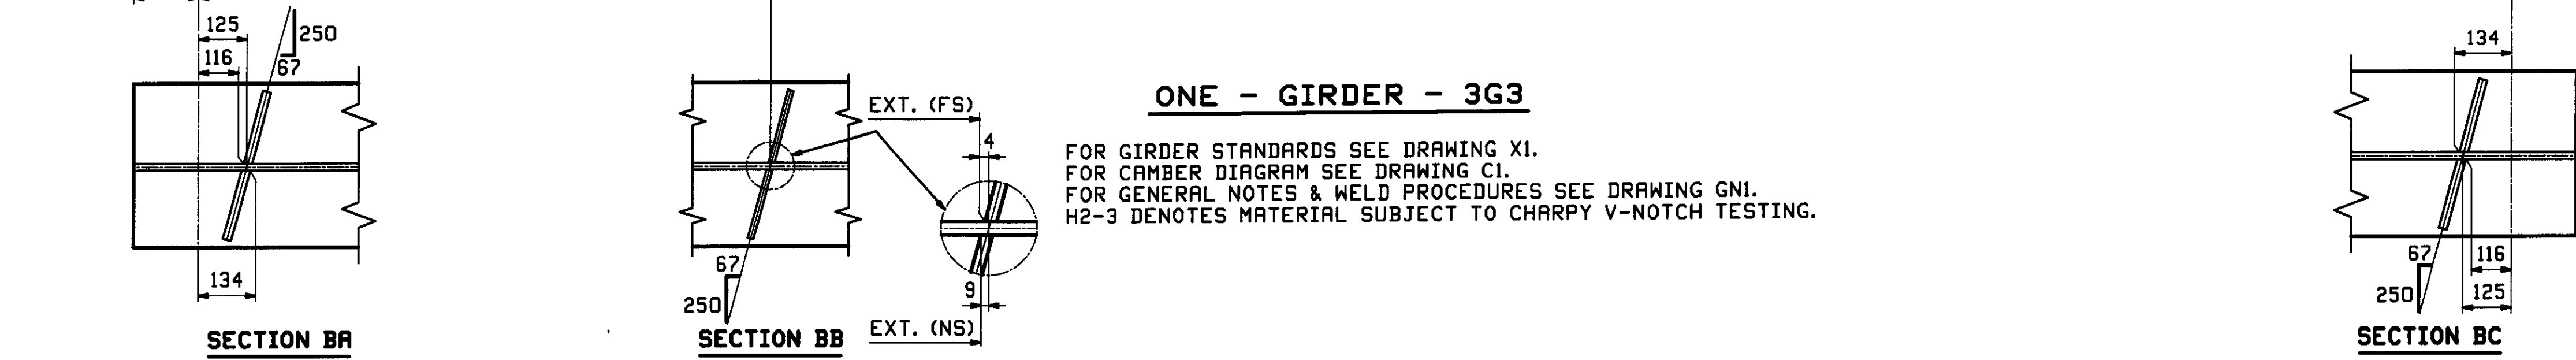 125
250
116
67
134
SECTION BA
EXT. (FS)
4
9
67
250
EXT. (NS)
SECTION BB
ONE - GIRDER - 3G3
FOR GIRDER STANDARDS SEE DRAWING X1.
FOR CAMBER DIAGRAM SEE DRAWING C1.
FOR GENERAL NOTES & WELD PROCEDURES SEE DRAWING GN1.
H2-3 DENOTES MATERIAL SUBJECT TO CHARPY V-NOTCH TESTING.
134
67
116
250
125
SECTION BC